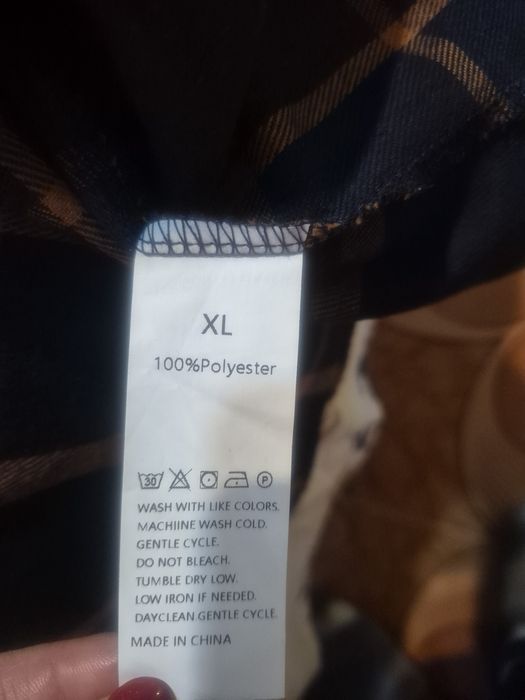 XL
100%Polyester
30 P
WASH WITH LIKE COLORS.
MACHIINE WASH COLD.
GENTLE CYCLE.
DO NOT BLEACH.
TUMBLE DRY LOW.
LOW IRON IF NEEDED.
DAYCLEAN.GENTLE CYCLE.
MADE IN CHINA